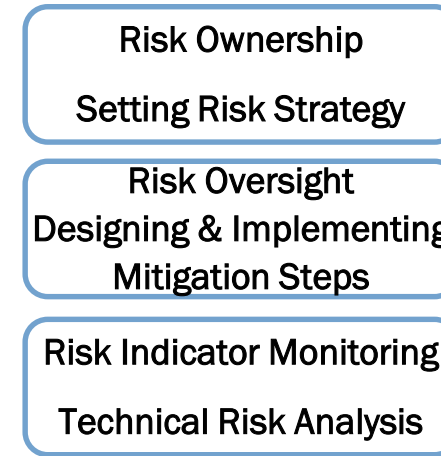 Risk Ownership
Setting Risk Strategy
Risk Oversight
Designing & Implementing
Mitigation Steps
Risk Indicator Monitoring
Technical Risk Analysis